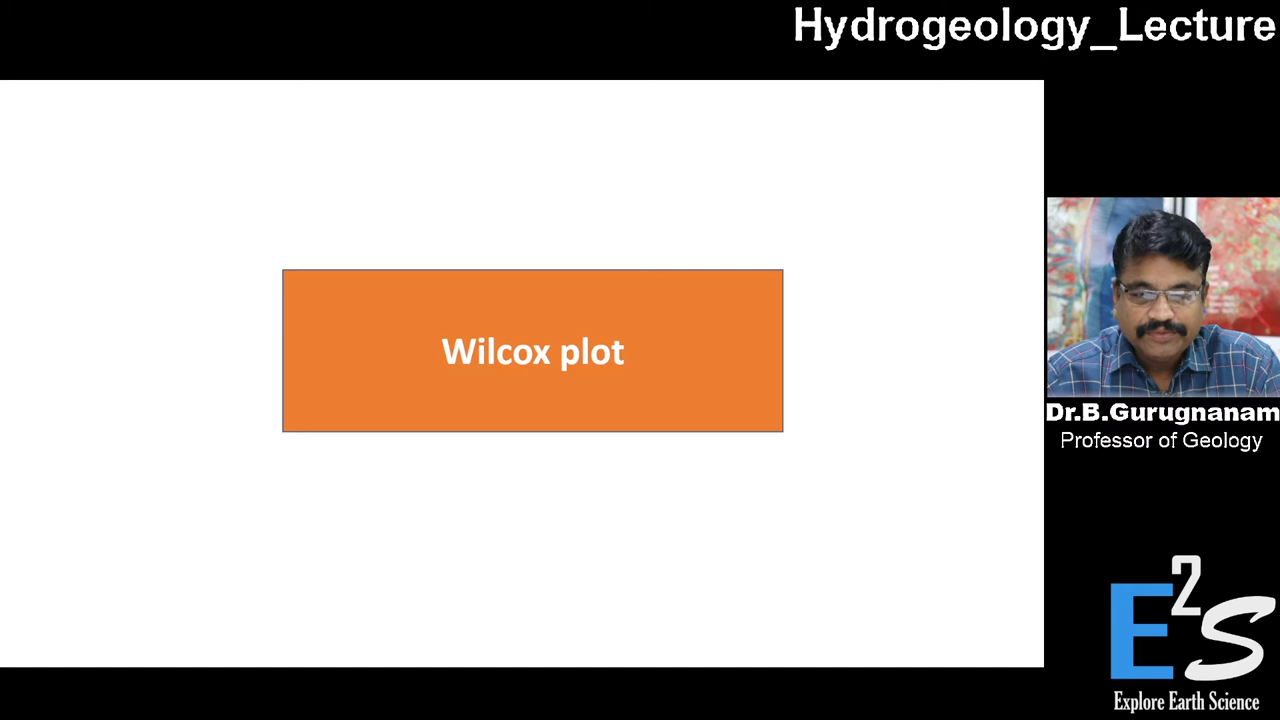 Hydrogeology_Lecture
Wilcox plot
Dr.B.Gurugnanam
Professor of Geology
E2S
Explore Earth Science